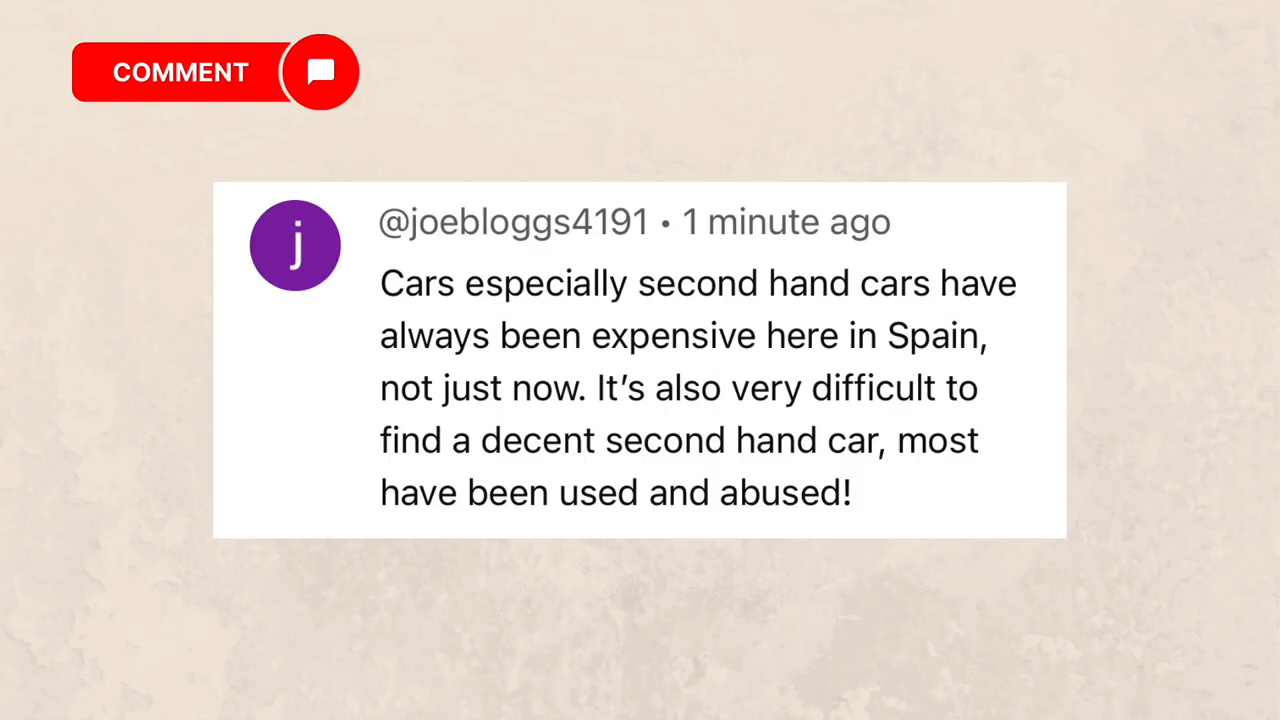 COMMENT
j
@joebloggs4191 • 1 minute ago
Cars especially second hand cars have
always been expensive here in Spain,
not just now. It’s also very difficult to
find a decent second hand car, most
have been used and abused!